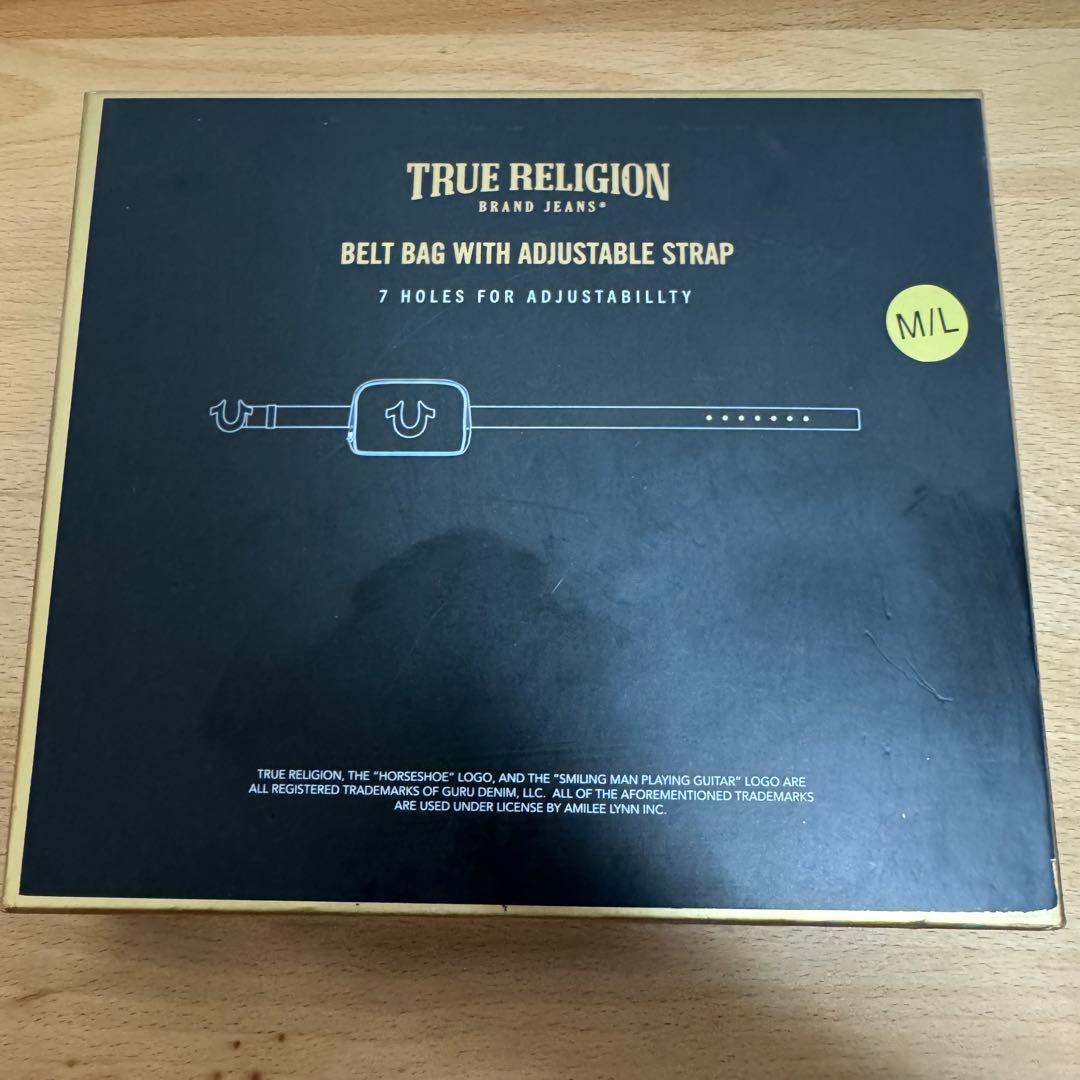 TRUE RELIGION
BRAND JEANS®
BELT BAG WITH ADJUSTABLE STRAP
7 HOLES FOR ADJUSTABILLTY
M/L
TRUE RELIGION, THE “HORSESHOE” LOGO, AND THE “SMILING MAN PLAYING GUITAR” LOGO ARE
ALL REGISTERED TRADEMARKS OF GURU DENIM, LLC. ALL OF THE AFOREMENTIONED TRADEMARKS
ARE USED UNDER LICENSE BY AMILEE LYNN INC.